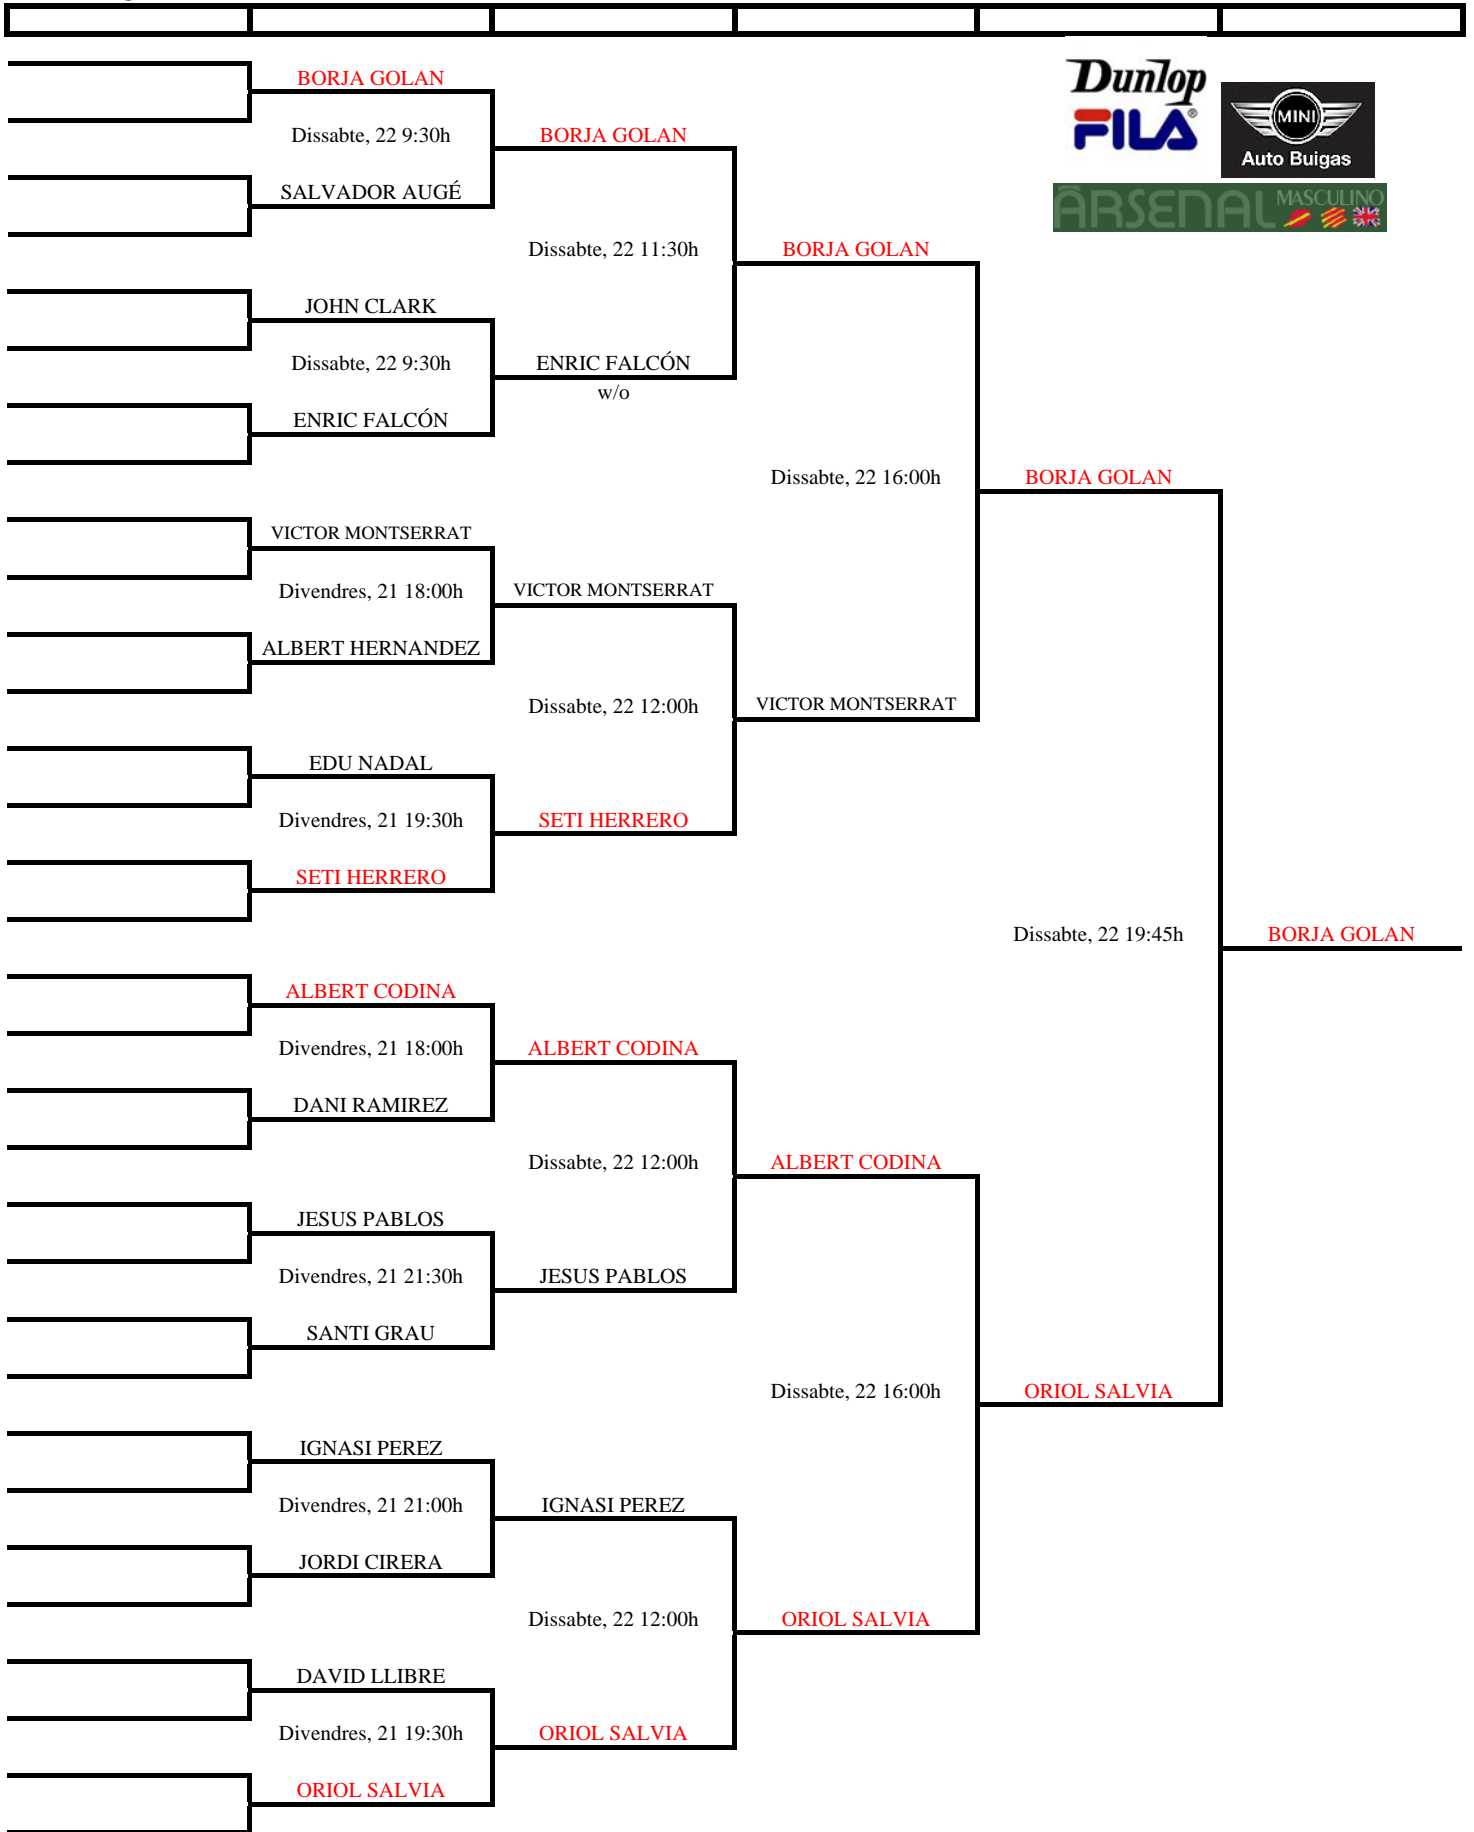 Dunlop
FILA®
MINI
Auto Buigas
ARSENAL MASCULINO
BORJA GOLAN
Dissabte, 22 9:30h
BORJA GOLAN
SALVADOR AUGÉ
Dissabte, 22 11:30h
BORJA GOLAN
JOHN CLARK
Dissabte, 22 9:30h
ENRIC FALCÓN
w/o
ENRIC FALCÓN
Dissabte, 22 16:00h
BORJA GOLAN
VICTOR MONTSERRAT
Divendres, 21 18:00h
VICTOR MONTSERRAT
ALBERT HERNANDEZ
Dissabte, 22 12:00h
VICTOR MONTSERRAT
EDU NADAL
Divendres, 21 19:30h
SETI HERRERO
SETI HERRERO
Dissabte, 22 19:45h
BORJA GOLAN
ALBERT CODINA
Divendres, 21 18:00h
ALBERT CODINA
DANI RAMIREZ
Dissabte, 22 12:00h
ALBERT CODINA
JESUS PABLOS
Divendres, 21 21:30h
JESUS PABLOS
SANTI GRAU
Dissabte, 22 16:00h
ORIOL SALVIA
IGNASI PEREZ
Divendres, 21 21:00h
IGNASI PEREZ
JORDI CIRERA
Dissabte, 22 12:00h
ORIOL SALVIA
DAVID LLIBRE
Divendres, 21 19:30h
ORIOL SALVIA
ORIOL SALVIA